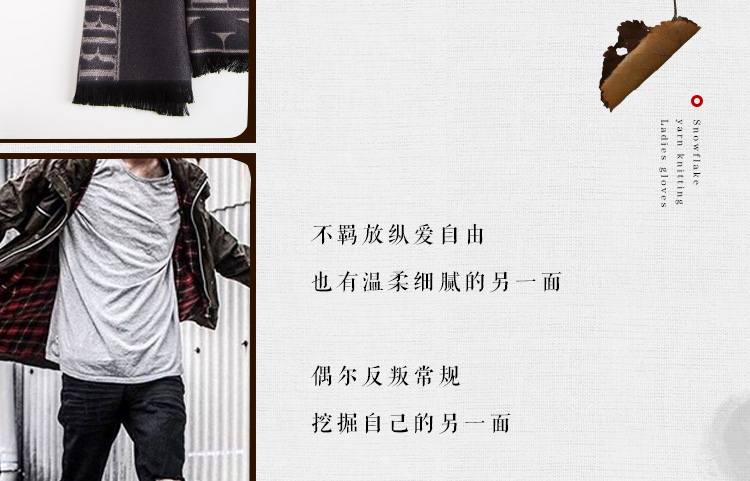 Snowflake
yarn knitting
Ladies gloves
不羁放纵爱自由
也有温柔细腻的另一面
偶尔反叛常规
挖掘自己的另一面